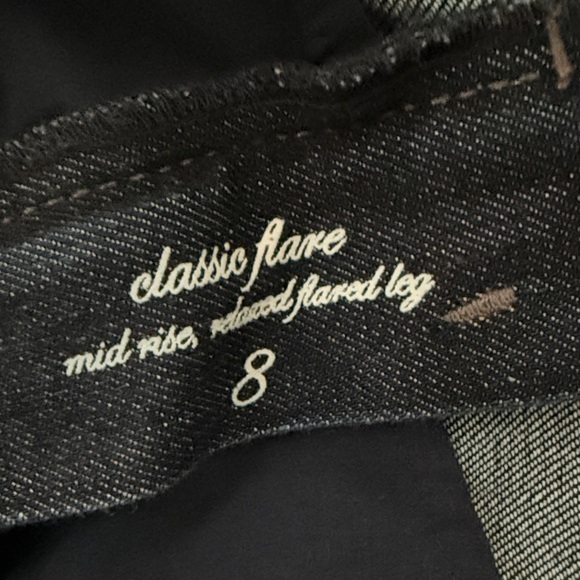 classic flare
mid rise, relaxed flared leg
8